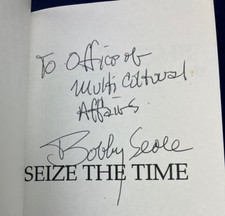 To Office of
Multi Cultural
Affairs
Bobby Seale
SEIZE THE TIME